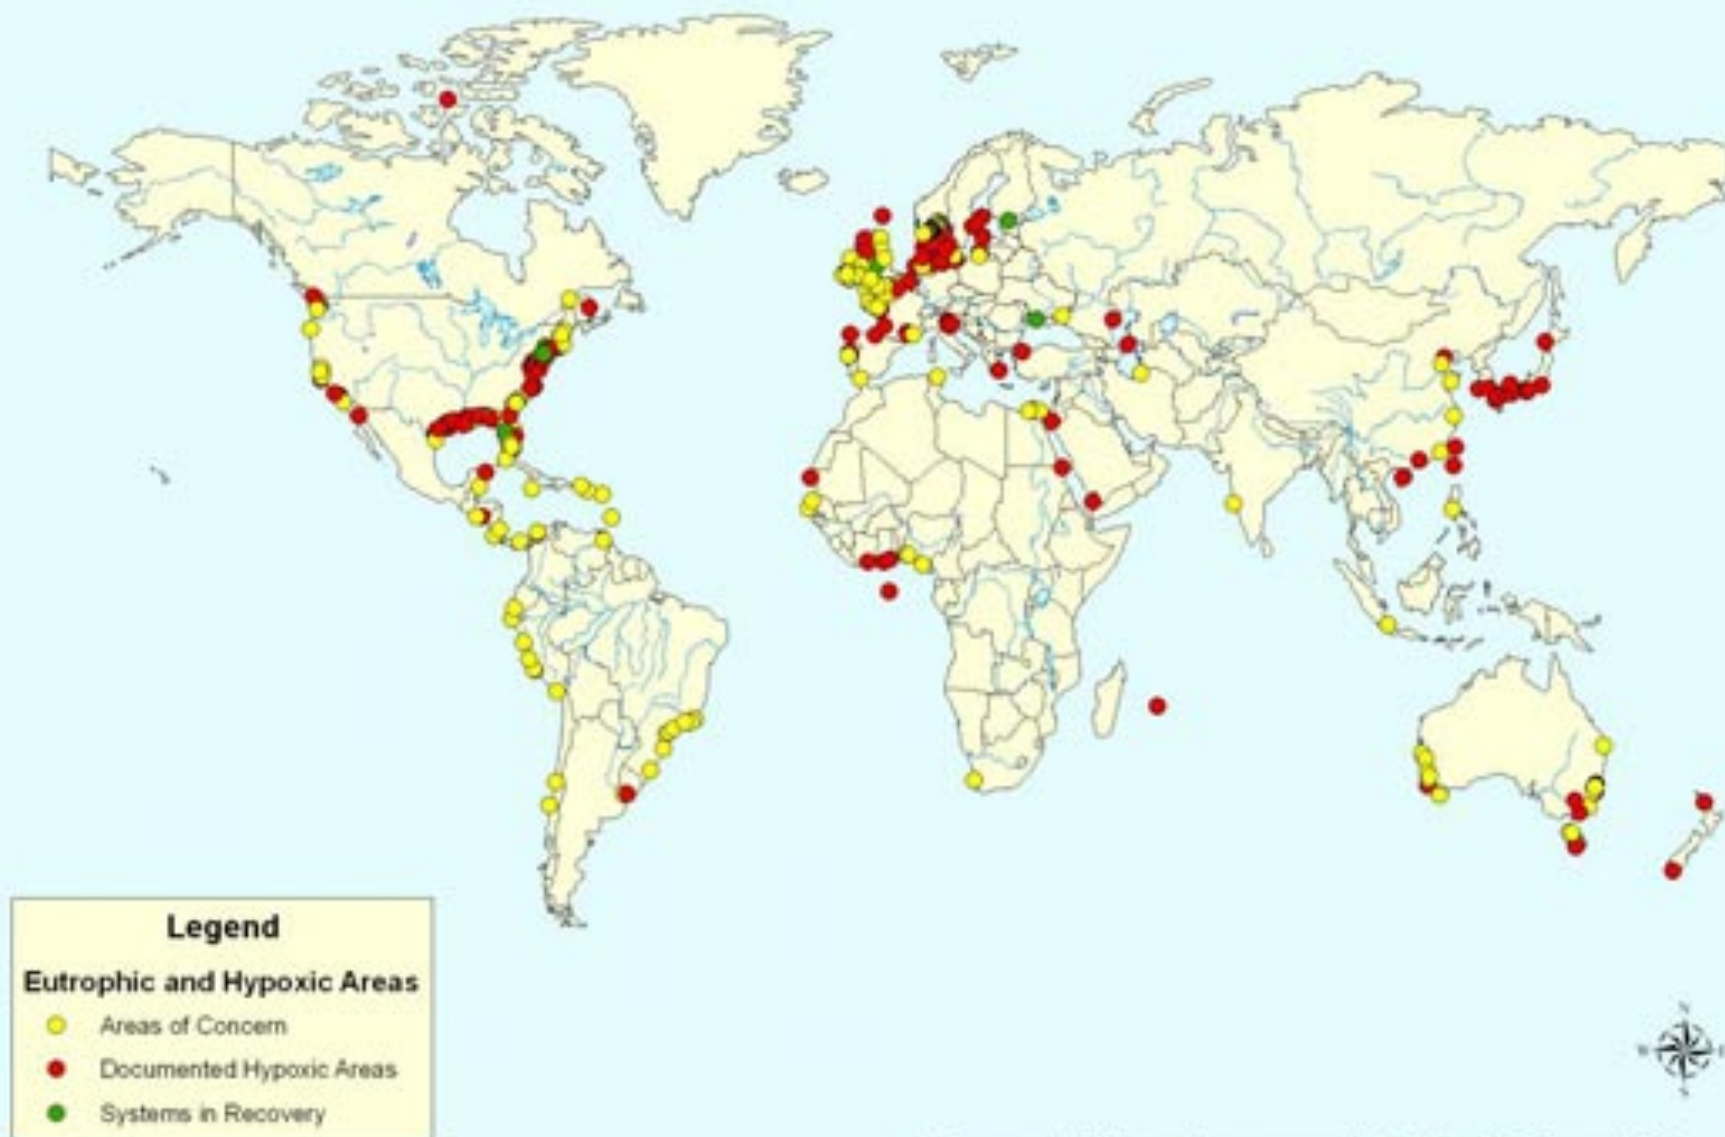 Legend
Eutrophic and Hypoxic Areas
Areas of Concern
Documented Hypoxic Areas
Systems in Recovery
N
W
E
S